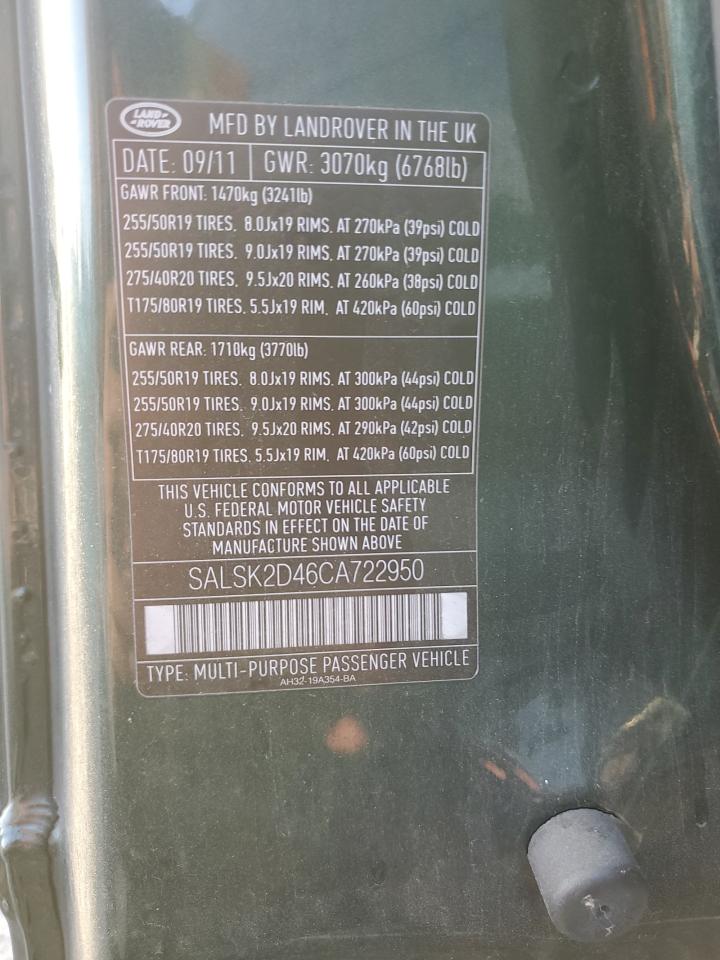 LAND ROVER
MFD BY LANDROVER IN THE UK
DATE: 09/11 GWR: 3070kg (6768lb)
GAWR FRONT: 1470kg (3241lb)
255/50R19 TIRES, 8.0Jx19 RIMS, AT 270kPa (39psi) COLD
255/50R19 TIRES, 9.0Jx19 RIMS, AT 270kPa (39psi) COLD
275/40R20 TIRES, 9.5Jx20 RIMS, AT 260kPa (38psi) COLD
T175/80R19 TIRES, 5.5Jx19 RIM, AT 420kPa (60psi) COLD
GAWR REAR: 1710kg (3770lb)
255/50R19 TIRES, 8.0Jx19 RIMS, AT 300kPa (44psi) COLD
255/50R19 TIRES, 9.0Jx19 RIMS, AT 300kPa (44psi) COLD
275/40R20 TIRES, 9.5Jx20 RIMS, AT 290kPa (42psi) COLD
T175/80R19 TIRES, 5.5Jx19 RIM, AT 420kPa (60psi) COLD
THIS VEHICLE CONFORMS TO ALL APPLICABLE
U.S. FEDERAL MOTOR VEHICLE SAFETY
STANDARDS IN EFFECT ON THE DATE OF
MANUFACTURE SHOWN ABOVE
SALSK2D46CA722950
TYPE: MULTI-PURPOSE PASSENGER VEHICLE
AH32-19A354-BA